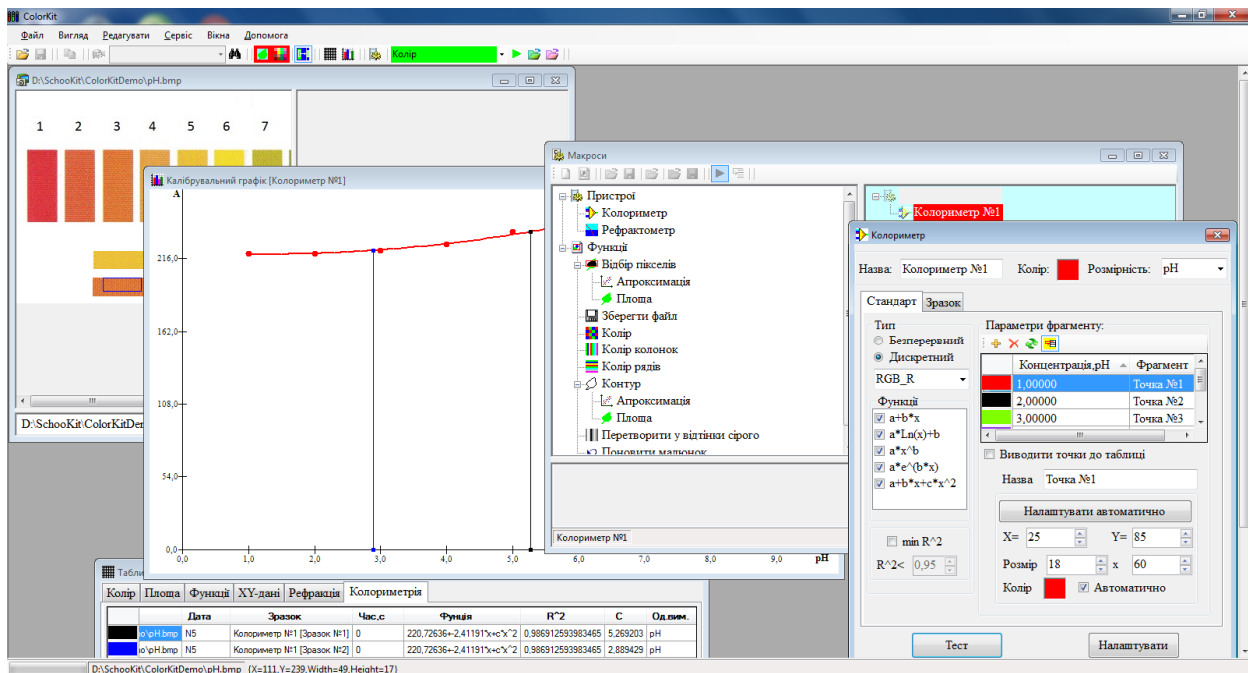 ColorKit
Файл Вигляд Редагувати Сервіс Вікна Допомога
Колір
D:\SchooKit\ColorKitDemo\pH.bmp
1 2 3 4 5 6 7
D:\SchooKit\ColorKitDer
Калібрувальний графік [Колориметр №1]
A
216,0
162,0
108,0
54,0
0,0
0,0 1,0 2,0 3,0 4,0 5,0 6,0 7,0 8,0 9,0 pH
Макроси
Пристрої
Колориметр
Рефрактометр
Функції
Відбір пікселів
Апроксимація
Площа
Зберегти файл
Колір
Колір колонок
Колір рядів
Контур
Апроксимація
Площа
Перетворити у відтінки сірого
Поновити малюнок
Колориметр №1
Колориметр №1
Колориметр
Назва: Колориметр №1 Колір: Розмірність: pH
Стандарт Зразок
Тип
Безперервний
Дискретний
RGB_R
Функції
a+b*x
a*Ln(x)+b
a*x^b
a*e^(b*x)
a+b*x+c*x^2
min R^2
R^2< 0,95
Параметри фрагменту:
Концентрація,pH Фрагмент
1,00000 Точка №1
2,00000 Точка №2
3,00000 Точка №3
Виводити точки до таблиці
Назва Точка №1
Налаштувати автоматично
X= 25 Y= 85
Розмір 18 x 60
Колір Автоматично
Тест Налаштувати
Табли
Колір Площа Функції XY-дані Рефракція Колориметрія
Дата Зразок Час,с Фунція R^2 C Од.вим.
ю\pH.bmp N5 Колориметр №1 [Зразок №1] 0 220,72636+-2,41191*x+c*x^2 0,986912593983465 5,269203 pH
ю\pH.bmp N5 Колориметр №1 [Зразок №2] 0 220,72636+-2,41191*x+c*x^2 0,986912593983465 2,889429 pH
D:\SchooKit\ColorKitDemo\pH.bmp {X=111,Y=239,Width=49,Height=17}